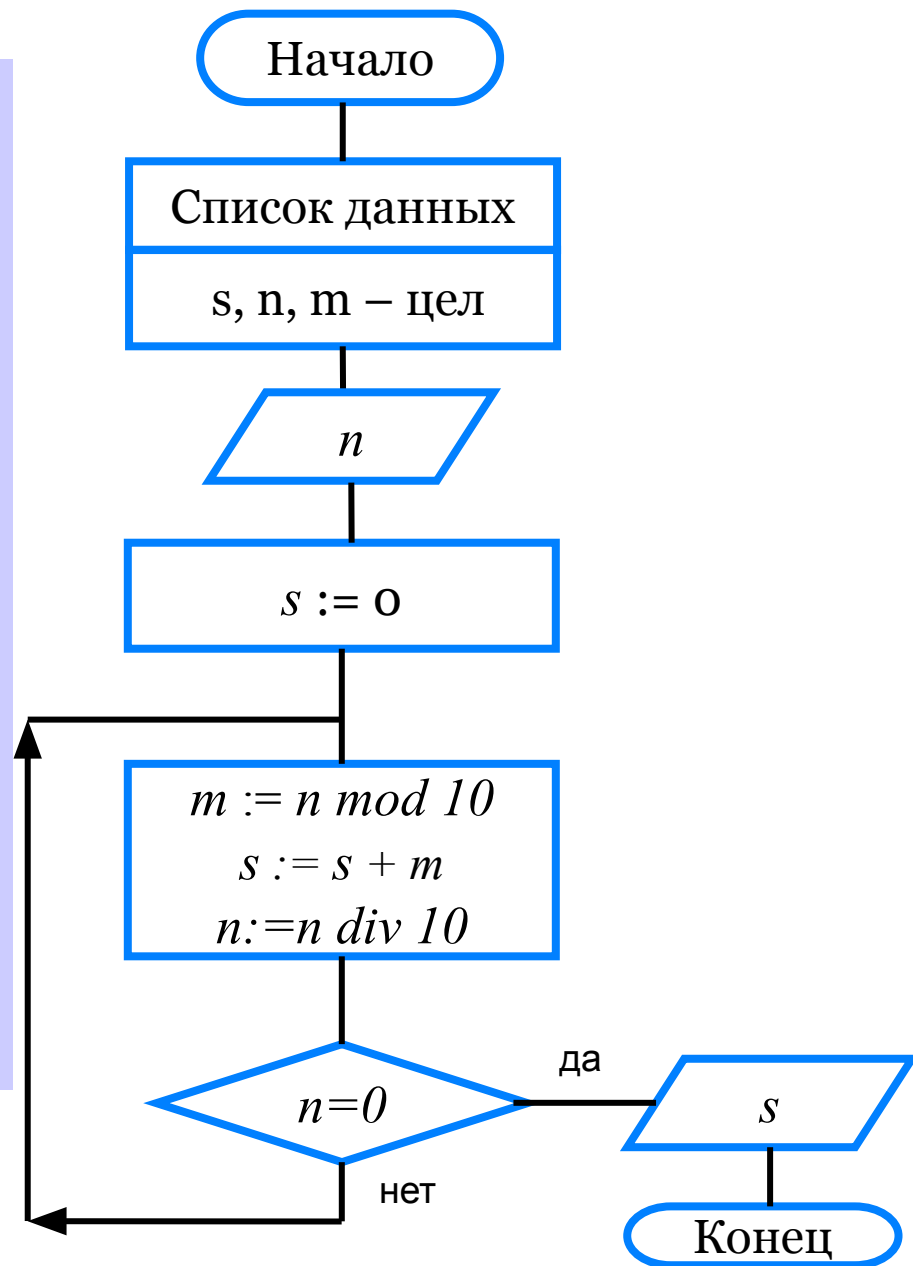 Начало
Список данных
s, n, m – цел
n
s := 0
m := n mod 10
s := s + m
n:=n div 10
n=0
да
s
нет
Конец